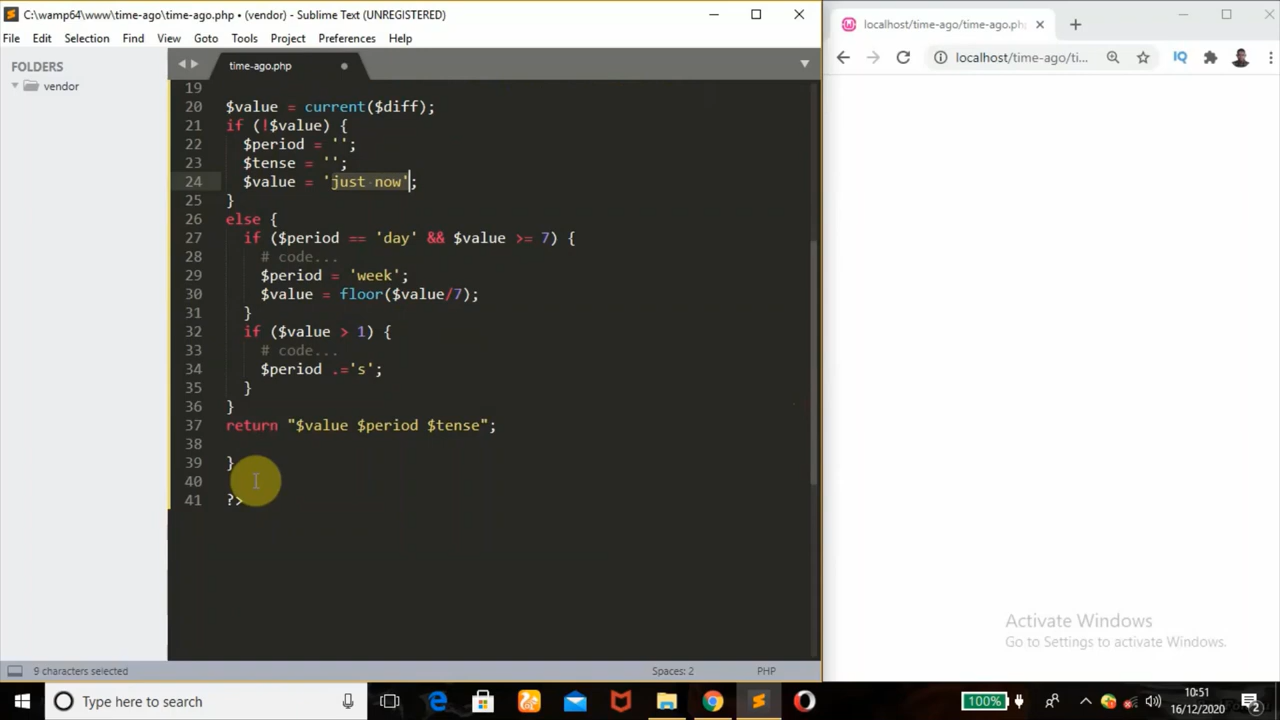 C:\wamp64\www\time-ago\time-ago.php • (vendor) - Sublime Text (UNREGISTERED)
File Edit Selection Find View Goto Tools Project Preferences Help
FOLDERS
vendor
time-ago.php
19
20 $value = current($diff);
21 if (!$value) {
22 $period = '';
23 $tense = '';
24 $value = 'just now';
25 }
26 else {
27 if ($period == 'day' && $value >= 7) {
28 # code...
29 $period = 'week';
30 $value = floor($value/7);
31 }
32 if ($value > 1) {
33 # code...
34 $period .='s';
35 }
36 }
37 return "$value $period $tense";
38
39 }
40
41 ?>
9 characters selected
Spaces: 2
PHP
localhost/time-ago/time-ago.php
localhost/time-ago/ti...
IQ
Activate Windows
Go to Settings to activate Windows.
Type here to search
100%
10:51
16/12/2020
2